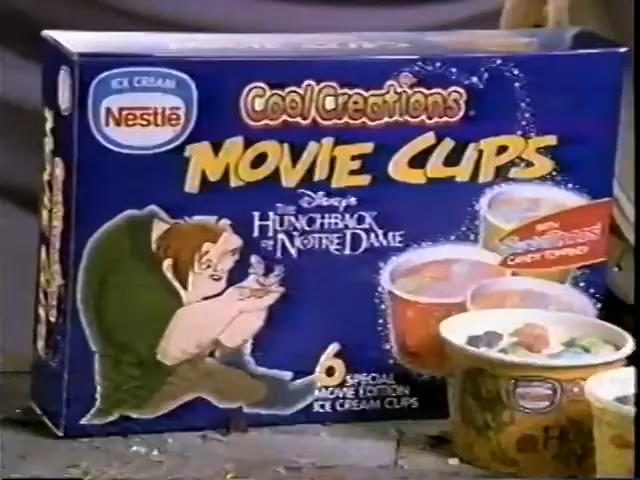 ICE CREAM
Nestlé
Cool Creations
MOVIE CUPS
Disney's
THE
HUNCHBACK
OF NOTRE DAME
WITH
CANDY TOPPING
6 SPECIAL
MOVIE EDITION
ICE CREAM CUPS